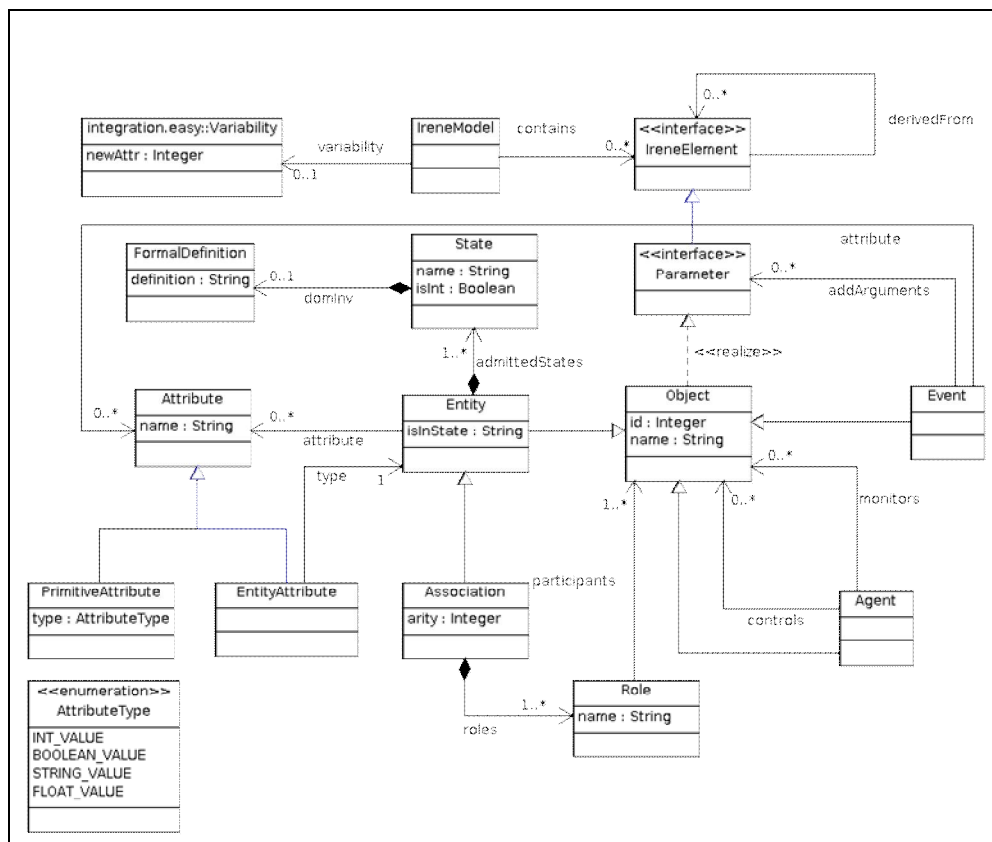 0..*
derivedFrom
integration.easy::Variability
newAttr : Integer
variability
0..1
IreneModel
contains
0..*
<<interface>>
IreneElement
attribute
FormalDefinition
definition : String
0..1
domInv
State
name : String
isInt : Boolean
<<interface>>
Parameter
0..*
addArguments
1..*
admittedStates
<<realize>>
Attribute
name : String
0..*
0..*
attribute
Entity
isInState : String
Object
id : Integer
name : String
Event
type
1
1..*
0..*
0..*
monitors
PrimitiveAttribute
type : AttributeType
EntityAttribute
Association
arity : Integer
participants
controls
Agent
<<enumeration>>
AttributeType
INT_VALUE
BOOLEAN_VALUE
STRING_VALUE
FLOAT_VALUE
roles
1..*
Role
name : String